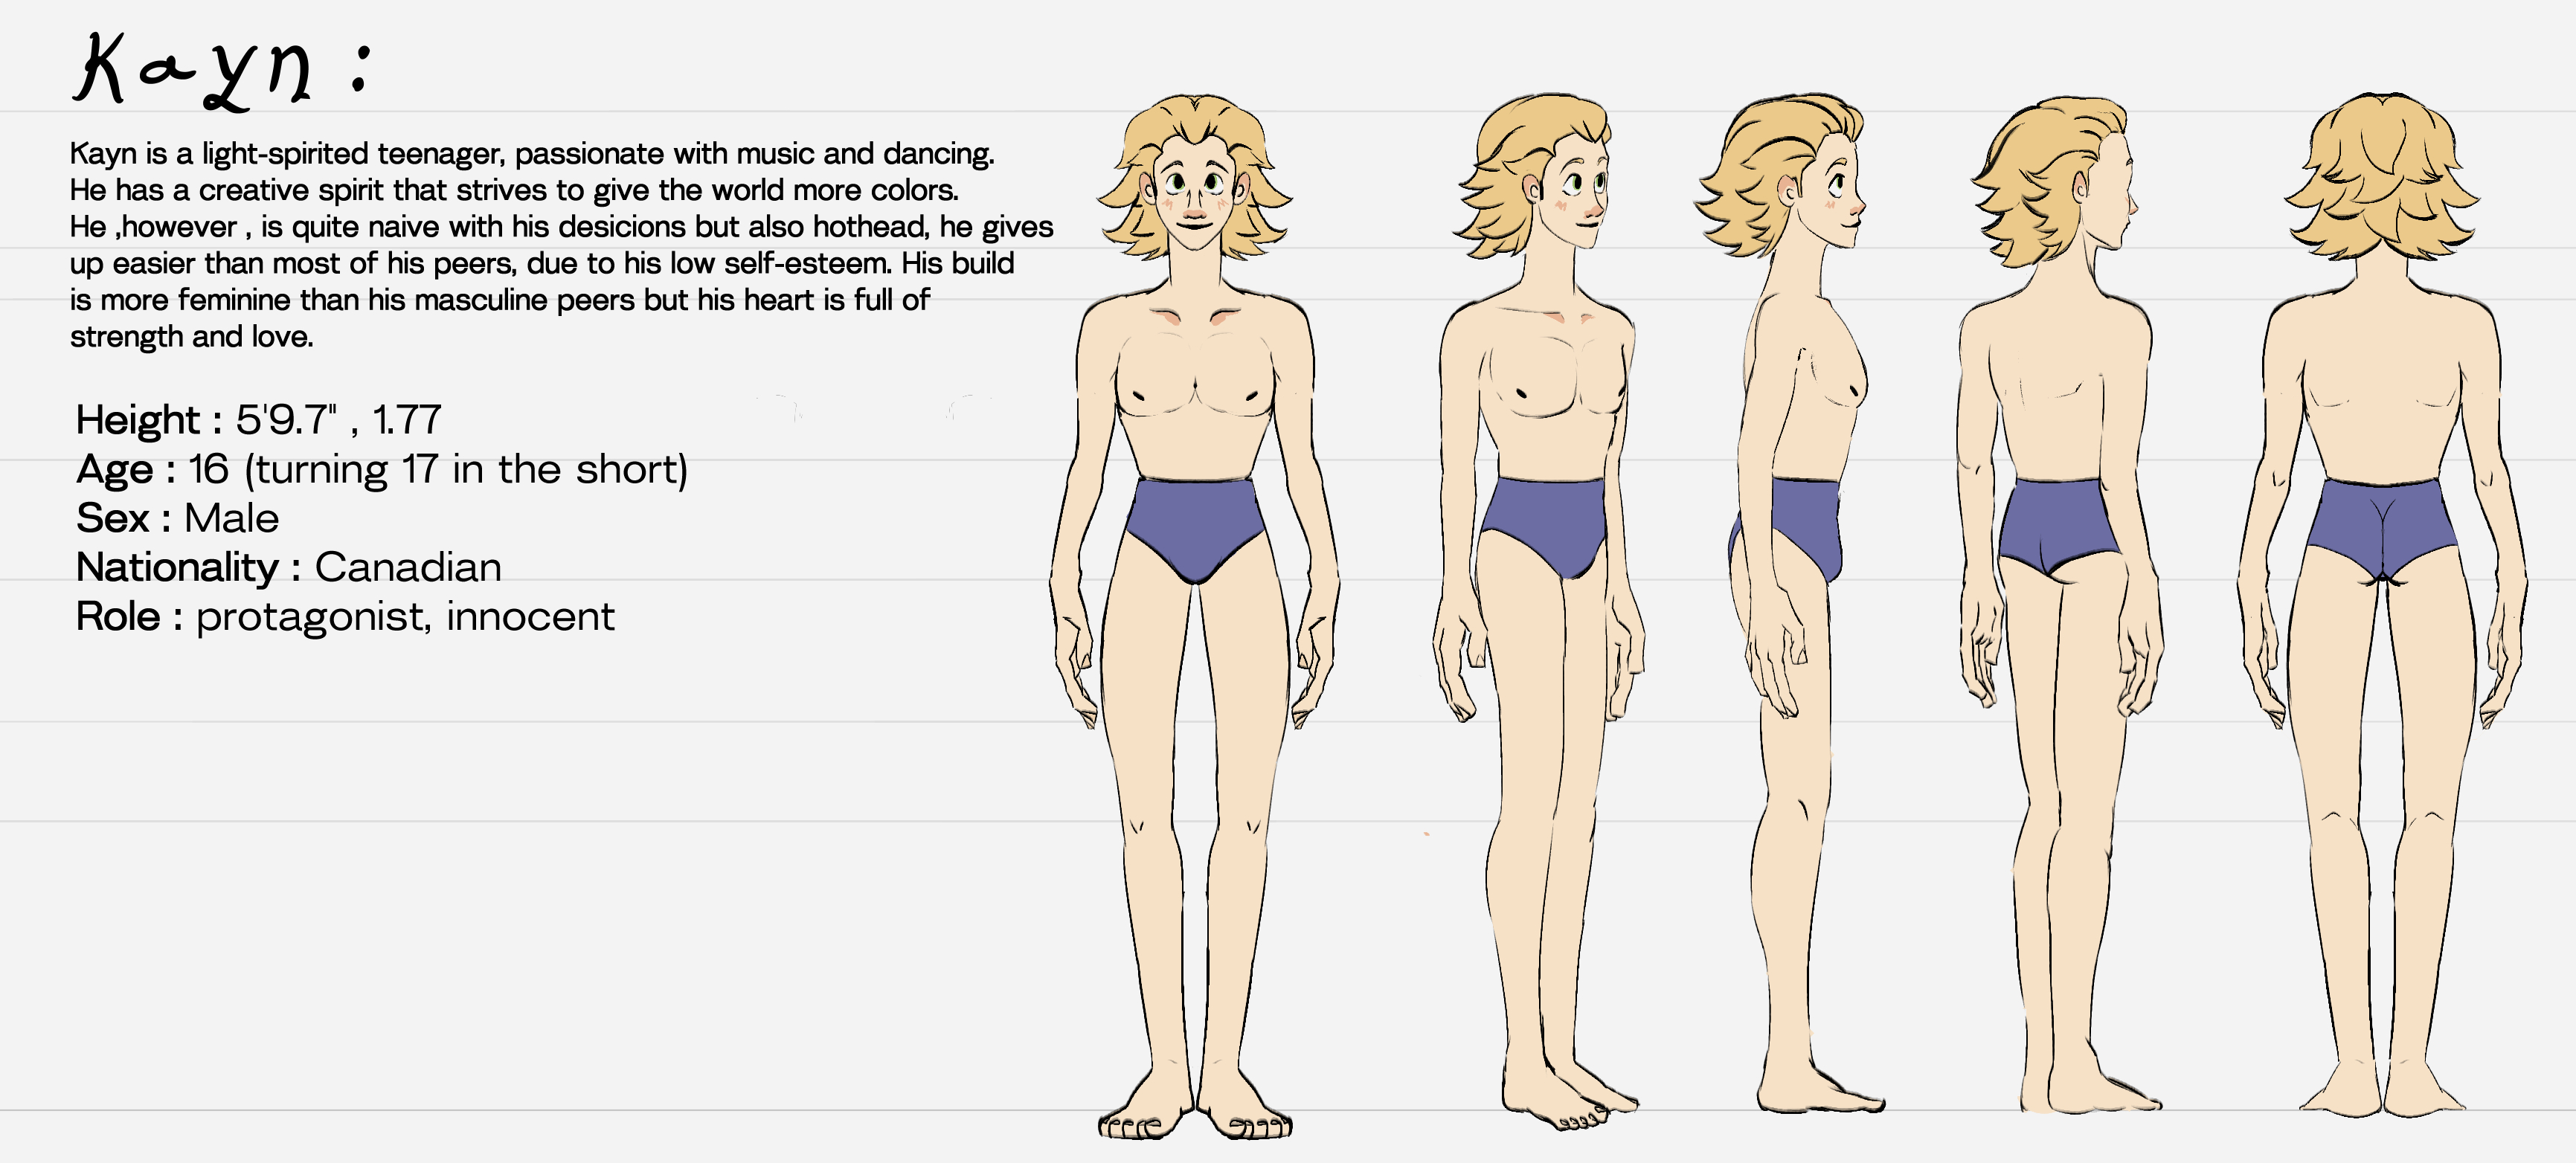 Kayn :
Kayn is a light-spirited teenager, passionate with music and dancing.
He has a creative spirit that strives to give the world more colors.
He ,however , is quite naive with his desicions but also hothead, he gives
up easier than most of his peers, due to his low self-esteem. His build
is more feminine than his masculine peers but his heart is full of
strength and love.
Height : 5'9.7" , 1.77
Age : 16 (turning 17 in the short)
Sex : Male
Nationality : Canadian
Role : protagonist, innocent